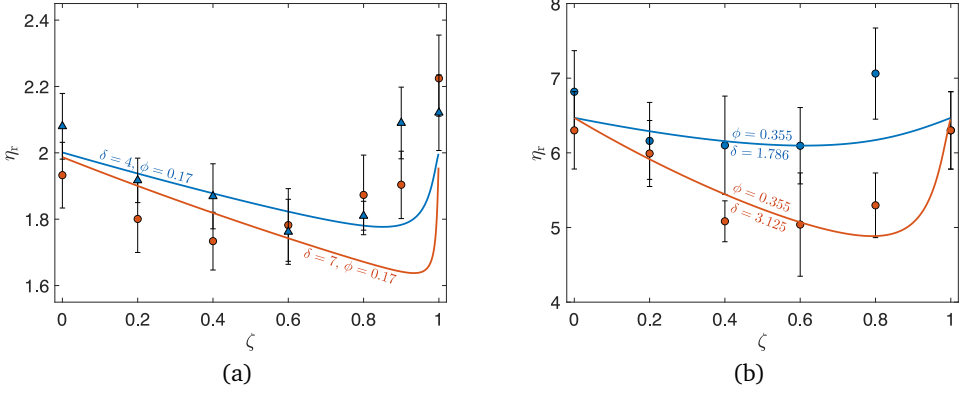 2.4
2.2
2
1.8
1.6
ηr
δ = 4, ϕ = 0.17
δ = 7, ϕ = 0.17
0 0.2 0.4 0.6 0.8 1
ζ
(a)
8
7
6
5
4
ηr
ϕ = 0.355
δ = 1.786
ϕ = 0.355
δ = 3.125
0 0.2 0.4 0.6 0.8 1
ζ
(b)